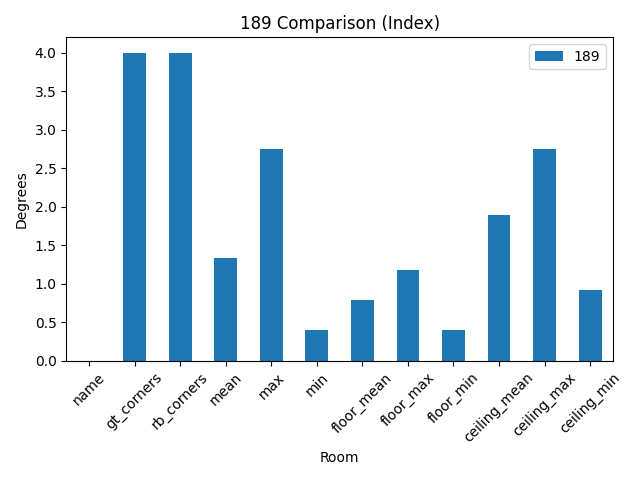 189 Comparison (Index)
189
Degrees
4.0
3.5
3.0
2.5
2.0
1.5
1.0
0.5
0.0
name
gt_corners
rb_corners
mean
max
min
floor_mean
floor_max
floor_min
ceiling_mean
ceiling_max
ceiling_min
Room